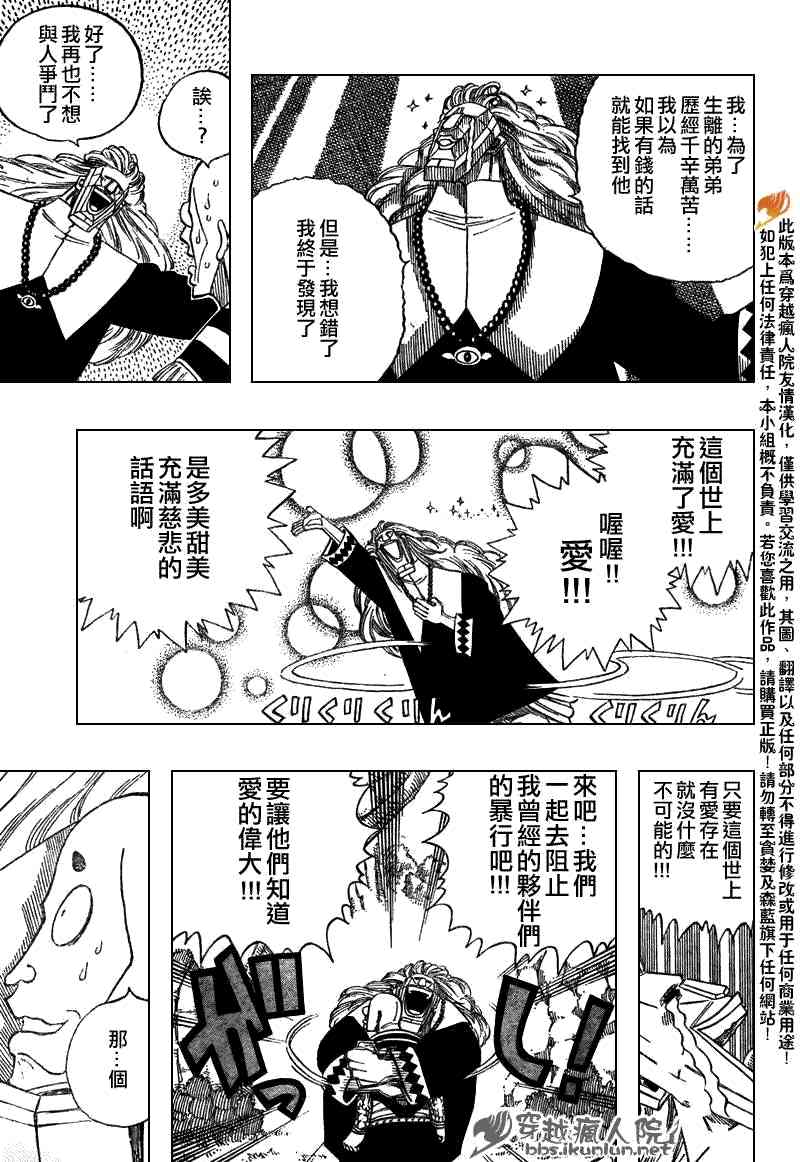 我…為了
生離的弟弟
歷經千辛萬苦……
我以為
如果有錢的話
就能找到他
但是…我想錯了
我終于發現了
誒…?
好了……
我再也不想
與人爭鬥了
這個世上
充滿了愛!!!
喔喔!!
愛!!!
是多美甜美
充滿慈悲的
話語啊
ぐりぐりぐりぐりん
只要這個世上
有愛存在
就沒什麼
不可能的!!!
來吧…我們
一起去阻止
我曾經的夥伴們
的暴行吧!!!
要讓他們知道
愛的偉大!!!
ガシ!!
那…個
此版本爲穿越瘋人院友情漢化，僅供學習交流之用，其圖、翻譯以及任何部分不得進行修改或用于任何商業用途！
如犯上任何法律責任，本小組概不負責。若您喜歡此作品，請購買正版！請勿轉至貪婪及森藍旗下任何網站！
穿越瘋人院
bbs.ikunlun.net